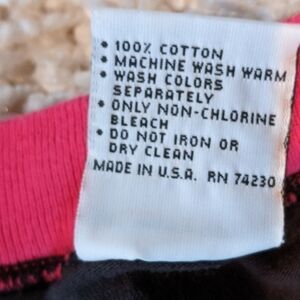 • 100% COTTON
• MACHINE WASH WARM
• WASH COLORS
SEPARATELY
• ONLY NON-CHLORINE
BLEACH
• DO NOT IRON OR
DRY CLEAN
MADE IN U.S.A. RN 74230